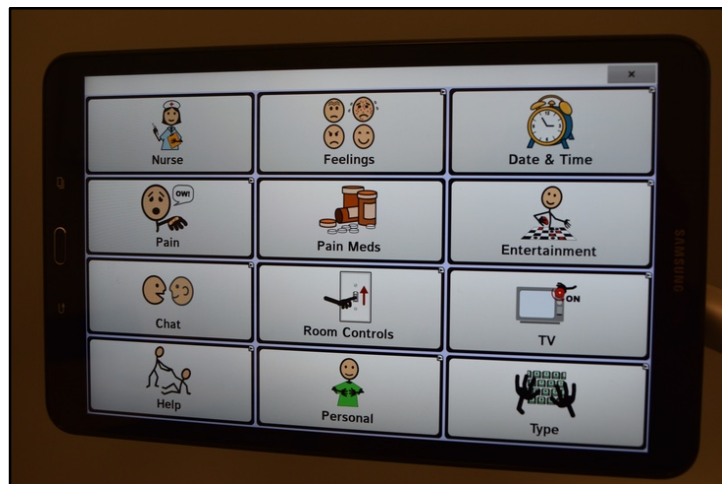 ×
Nurse
Feelings
Date & Time
OW!
Pain
Pain Meds
Entertainment
Chat
Room Controls
ON
TV
Help
Personal
Type
SAMSUNG